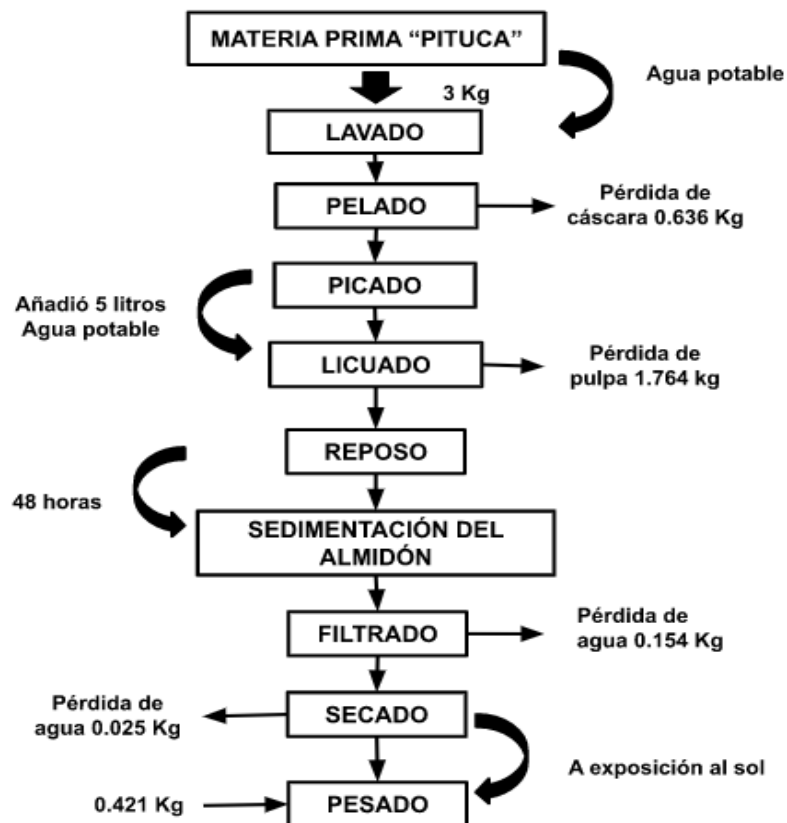 MATERIA PRIMA “PITUCA”
Agua potable
3 Kg
LAVADO
PELADO
Pérdida de
cáscara 0.636 Kg
PICADO
Añadió 5 litros
Agua potable
LICUADO
Pérdida de
pulpa 1.764 kg
REPOSO
48 horas
SEDIMENTACIÓN DEL
ALMIDÓN
FILTRADO
Pérdida de
agua 0.154 Kg
Pérdida de
agua 0.025 Kg
SECADO
A exposición al sol
0.421 Kg
PESADO